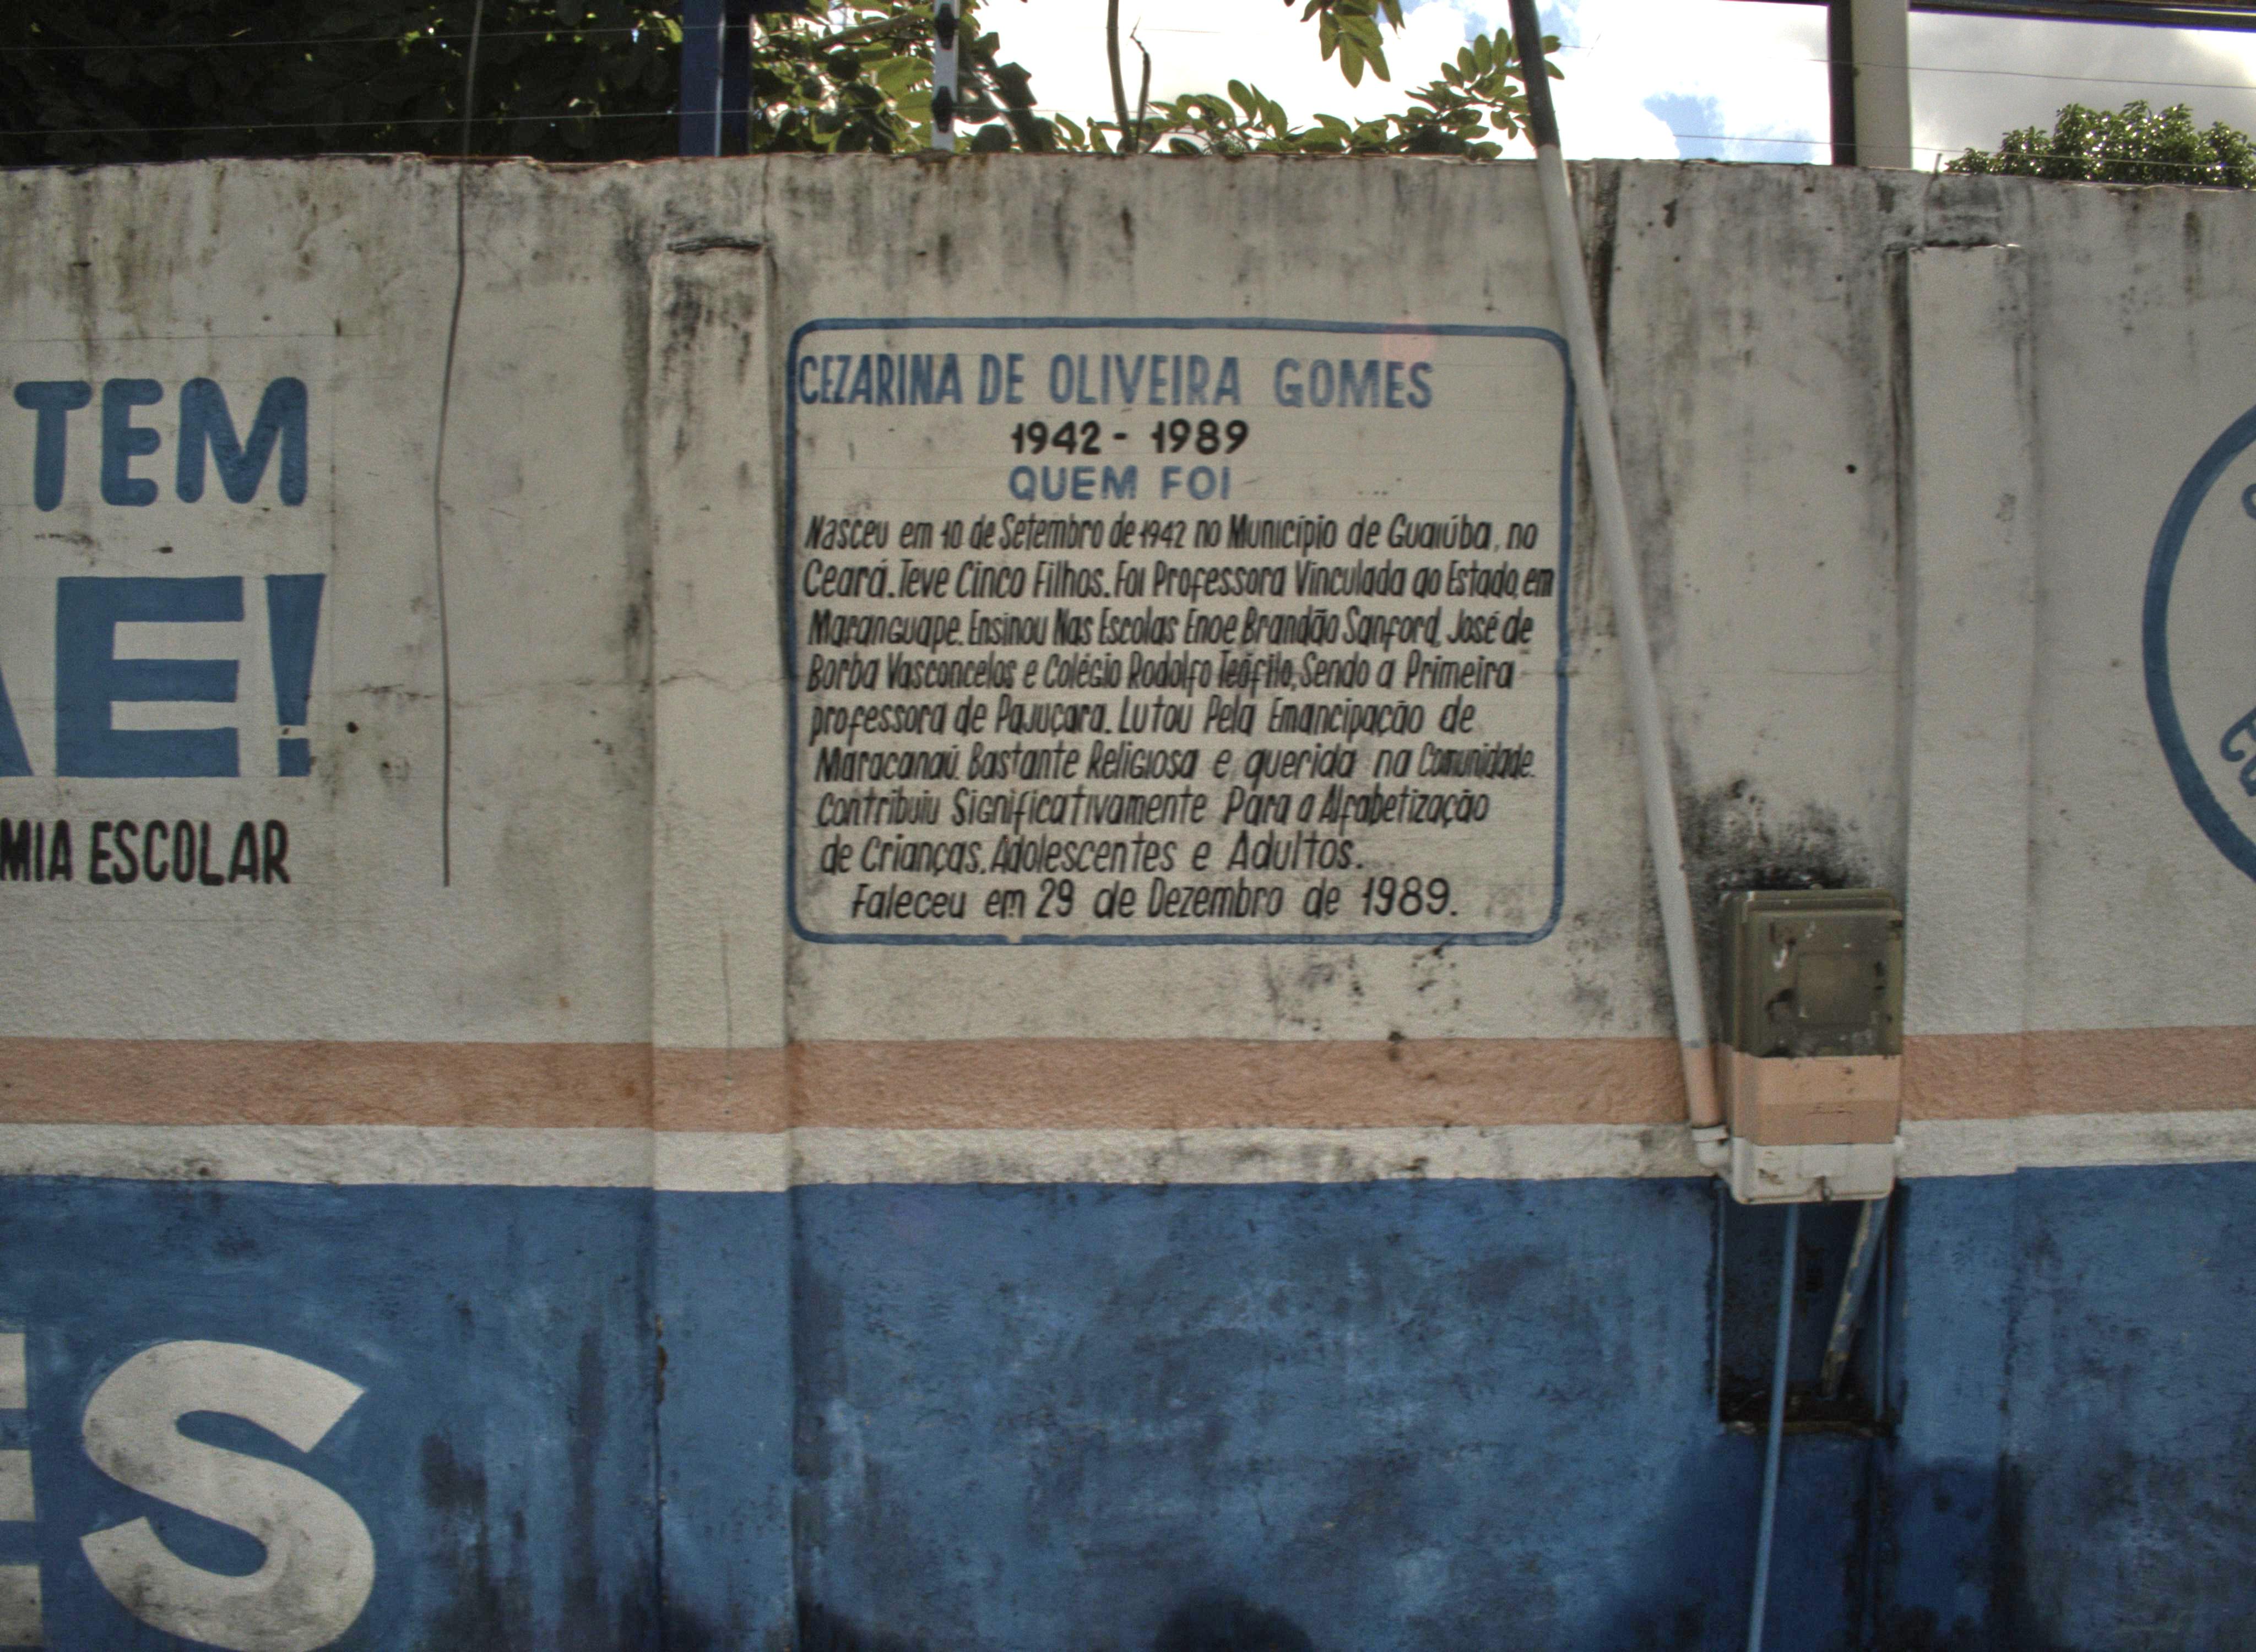 TEM
AE!
MIA ESCOLAR
ES
CEZARINA DE OLIVEIRA GOMES
1942 - 1989
QUEM FOI
Nasceu em 10 de Setembro de 1942 no Município de Guaiúba, no
Ceará. Teve Cinco Filhos. Foi Professora Vinculada ao Estado, em
Maranguape. Ensinou Nas Escolas Enoe Brandão Sanford, José de
Borba Vasconcelos e Colégio Rodolfo Teófilo, Sendo a Primeira
professora de Pajuçara. Lutou Pela Emancipação de
Maracanaú. Bastante Religiosa e querida na Comunidade.
Contribuiu Significativamente Para a Alfabetização
de Crianças, Adolescentes e Adultos.
Faleceu em 29 de Dezembro de 1989.